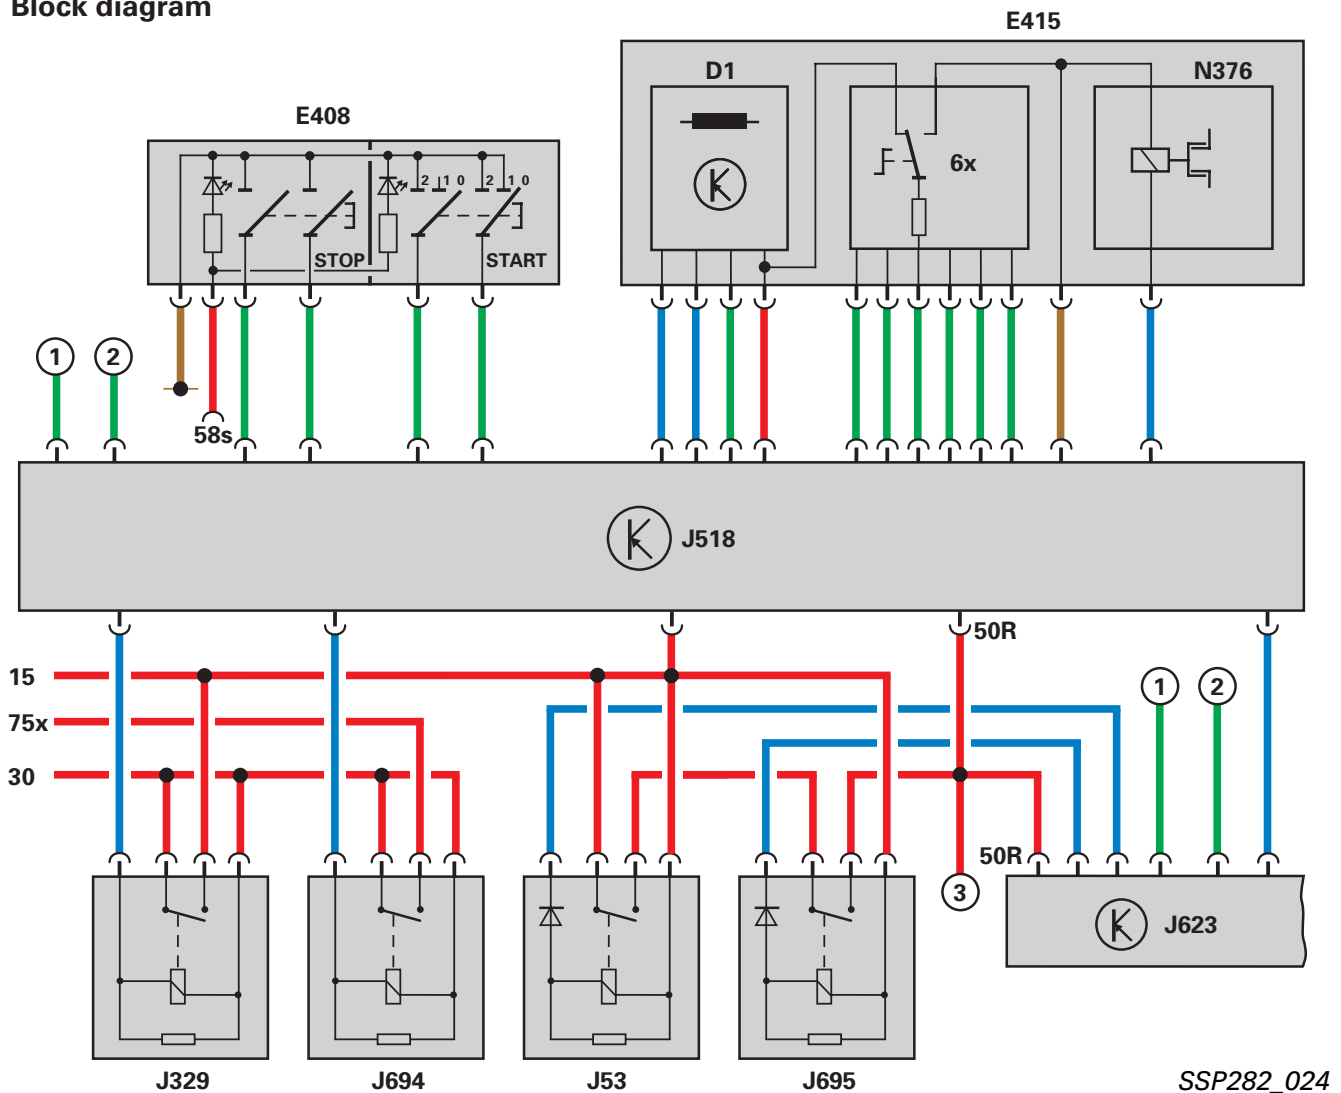 Block diagram
E415
D1
N376
E408
6x
2 1 0
2 1 0
STOP
START
1
2
58s
J518
50R
15
1
2
75x
30
50R
3
J623
J329
J694
J53
J695
SSP282_024